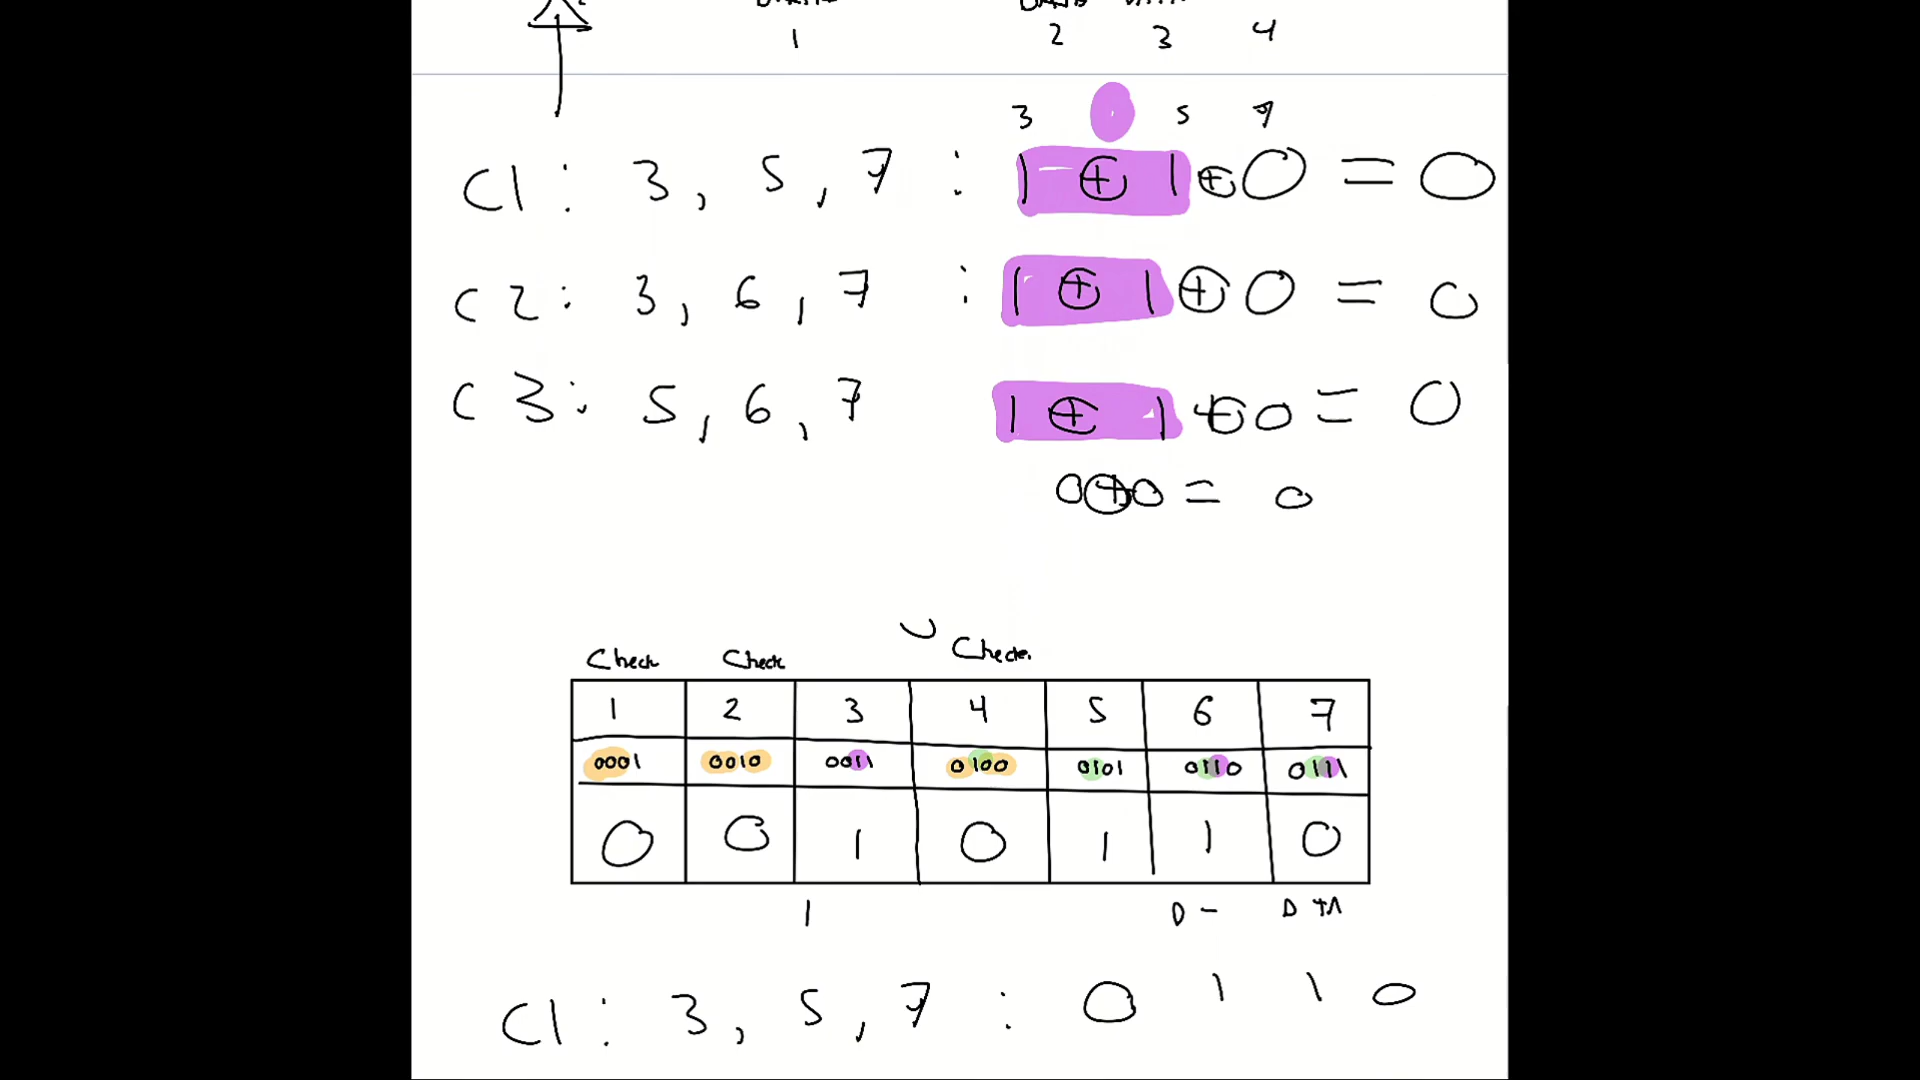 1 2 3 4
3 5 7
C1: 3, 5, 7 : 1 ⊕ 1 ⊕ 0 = 0
C2: 3, 6, 7 : 1 ⊕ 1 ⊕ 0 = 0
C3: 5, 6, 7 1 ⊕ 1 ⊕ 0 = 0
0 ⊕ 0 = 0
Check Check Check
1 2 3 4 5 6 7
0001 0010 0011 0100 0101 0110 0111
0 0 1 0 1 1 0
1 D -
C1: 3, 5, 7 : 0 1 1 0